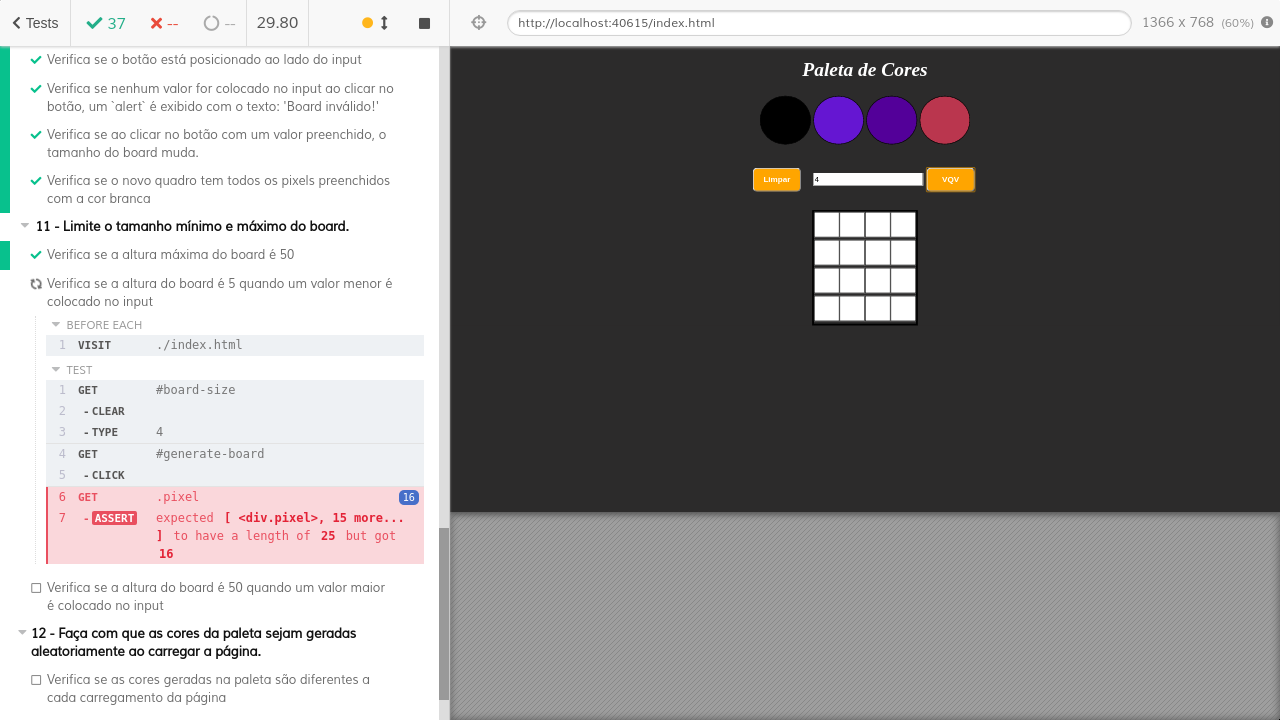 Tests 37 -- -- 29.80
http://localhost:40615/index.html 1366 x 768 (60%)
Verifica se o botão está posicionado ao lado do input
Verifica se nenhum valor for colocado no input ao clicar no
botão, um `alert` é exibido com o texto: 'Board inválido!'
Verifica se ao clicar no botão com um valor preenchido, o
tamanho do board muda.
Verifica se o novo quadro tem todos os pixels preenchidos
com a cor branca
11 - Limite o tamanho mínimo e máximo do board.
Verifica se a altura máxima do board é 50
Verifica se a altura do board é 5 quando um valor menor é
colocado no input
BEFORE EACH
1 VISIT ./index.html
TEST
1 GET #board-size
2 -CLEAR
3 -TYPE 4
4 GET #generate-board
5 -CLICK
6 GET .pixel 16
7 -ASSERT expected [ <div.pixel>, 15 more...
] to have a length of 25 but got
16
Verifica se a altura do board é 50 quando um valor maior
é colocado no input
12 - Faça com que as cores da paleta sejam geradas
aleatoriamente ao carregar a página.
Verifica se as cores geradas na paleta são diferentes a
cada carregamento da página
Paleta de Cores
Limpar 4 VQV